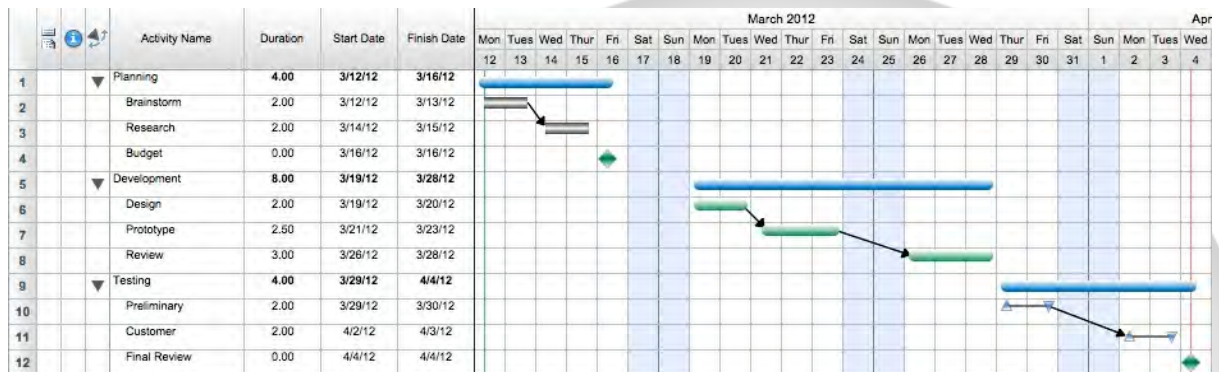 March 2012 Apr
Activity Name Duration Start Date Finish Date Mon Tues Wed Thur Fri Sat Sun Mon Tues Wed Thur Fri Sat Sun Mon Tues Wed Thur Fri Sat Sun Mon Tues Wed
12 13 14 15 16 17 18 19 20 21 22 23 24 25 26 27 28 29 30 31 1 2 3 4
1 Planning 4.00 3/12/12 3/16/12
2 Brainstorm 2.00 3/12/12 3/13/12
3 Research 2.00 3/14/12 3/15/12
4 Budget 0.00 3/16/12 3/16/12
5 Development 8.00 3/19/12 3/28/12
6 Design 2.00 3/19/12 3/20/12
7 Prototype 2.50 3/21/12 3/23/12
8 Review 3.00 3/26/12 3/28/12
9 Testing 4.00 3/29/12 4/4/12
10 Preliminary 2.00 3/29/12 3/30/12
11 Customer 2.00 4/2/12 4/3/12
12 Final Review 0.00 4/4/12 4/4/12